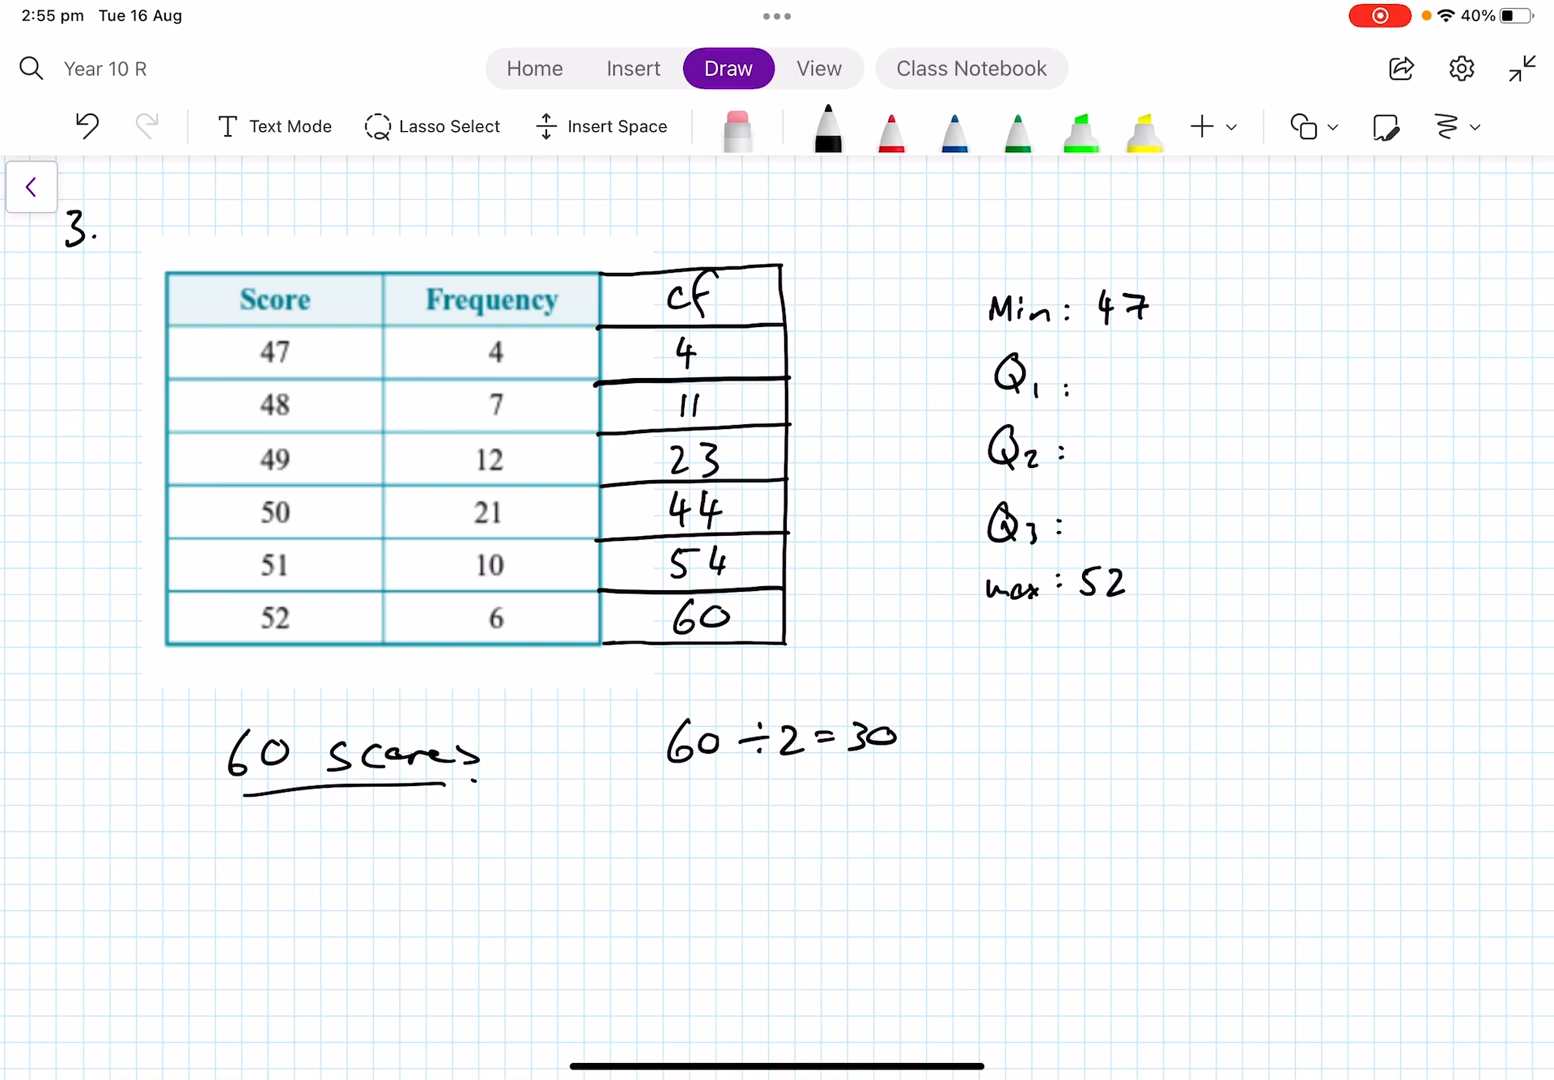 2:55 pm Tue 16 Aug
40%
Year 10 R
Home Insert Draw View Class Notebook
Text Mode Lasso Select Insert Space
3.
Score Frequency cf
47 4 4
48 7 11
49 12 23
50 21 44
51 10 54
52 6 60
Min: 47
Q1:
Q2:
Q3:
max: 52
60 scores.
60 ÷ 2 = 30